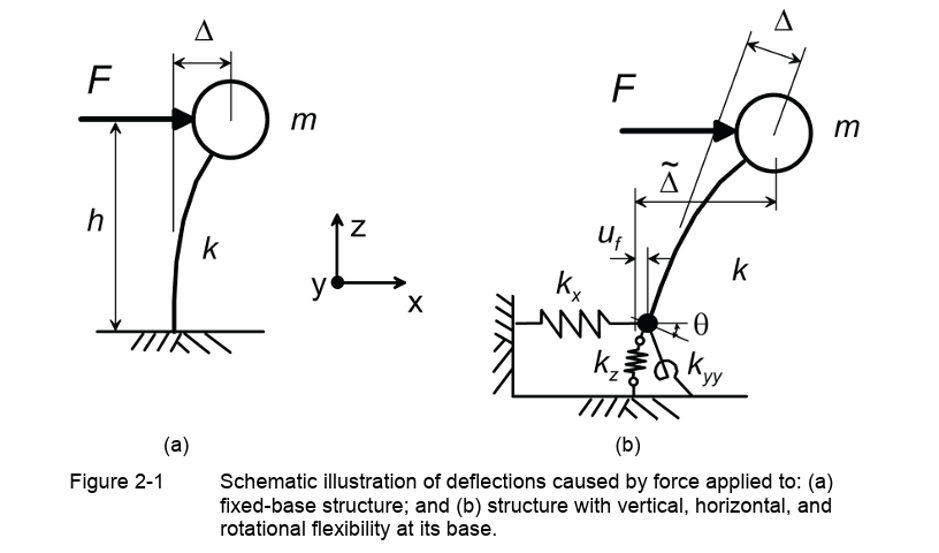 Δ
F
m
h
k
z
y
x
(a)
Δ
F
m
Δ̃
u_f
k
k_x
θ
k_z
k_yy
(b)
Figure 2-1 Schematic illustration of deflections caused by force applied to: (a)
fixed-base structure; and (b) structure with vertical, horizontal, and
rotational flexibility at its base.